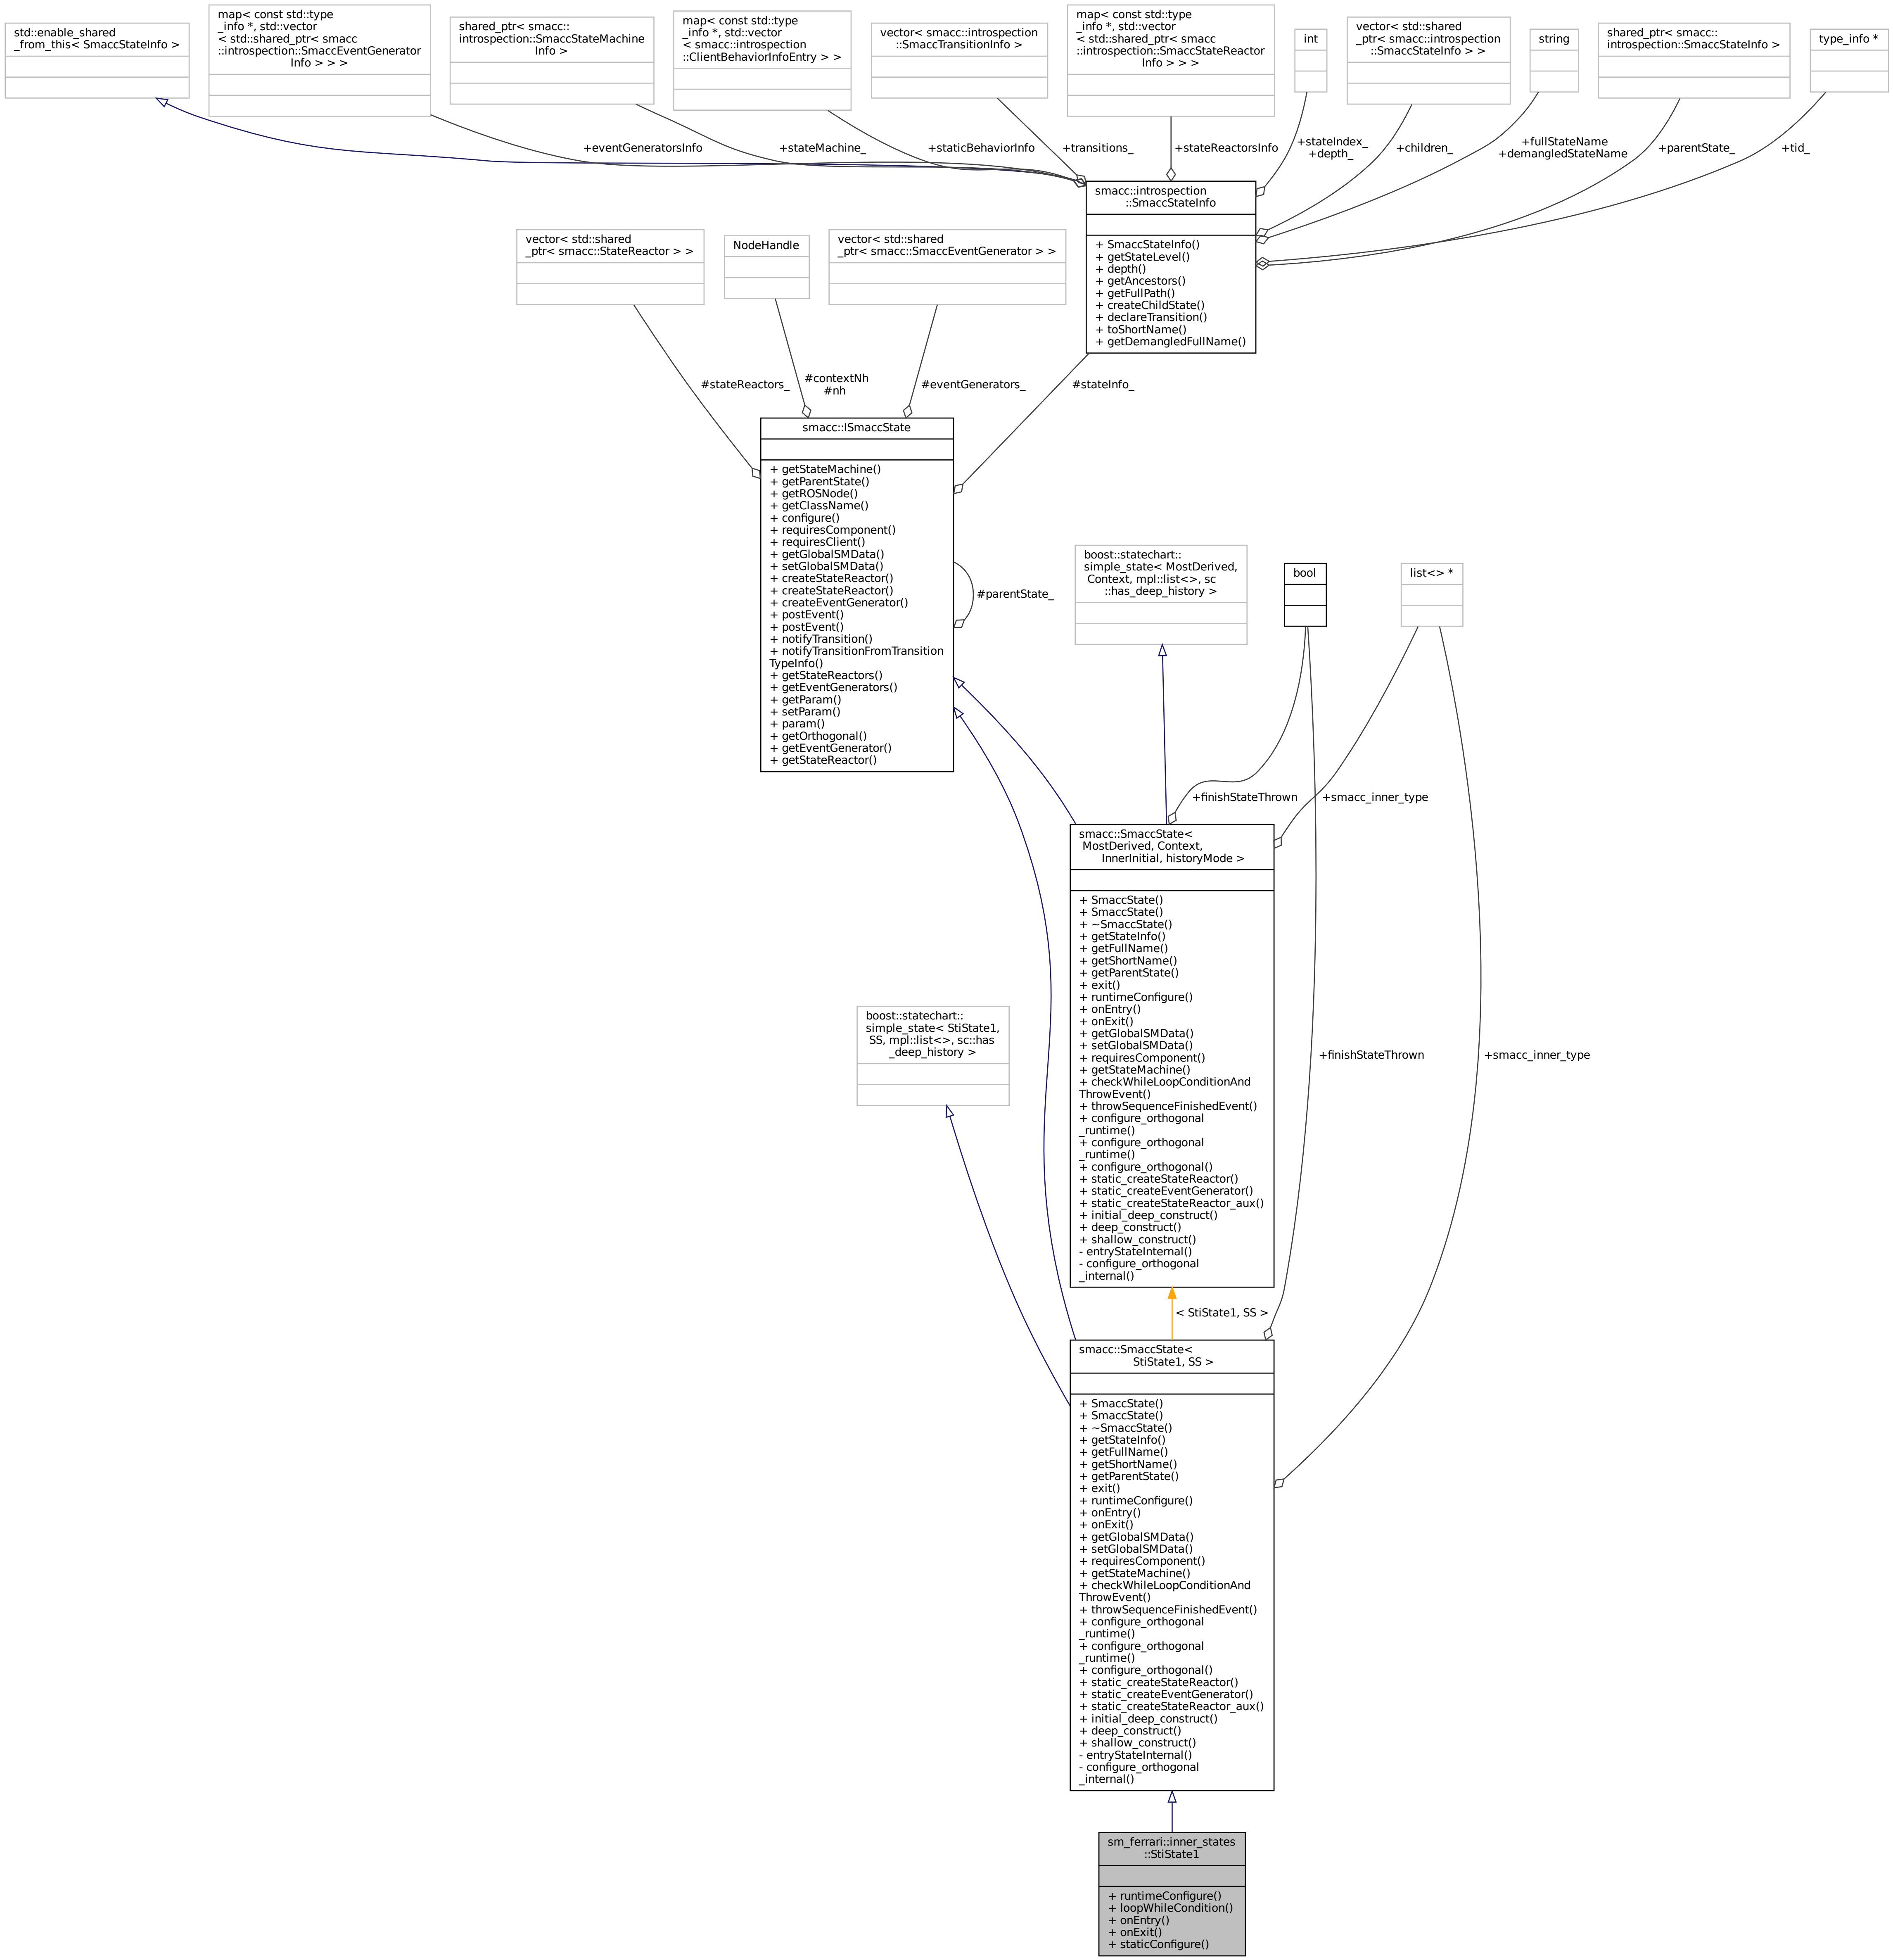 std::enable_shared
_from_this< SmaccStateInfo >
map< const std::type
_info *, std::vector
< std::shared_ptr< smacc
::introspection::SmaccEventGenerator
Info > > >
shared_ptr< smacc::
introspection::SmaccStateMachine
Info >
map< const std::type
_info *, std::vector
< smacc::introspection
::ClientBehaviorInfoEntry > >
vector< smacc::introspection
::SmaccTransitionInfo >
map< const std::type
_info *, std::vector
< std::shared_ptr< smacc
::introspection::SmaccStateReactor
Info > > >
int
vector< std::shared
_ptr< smacc::introspection
::SmaccStateInfo > >
string
shared_ptr< smacc::
introspection::SmaccStateInfo >
type_info *
+eventGeneratorsInfo
+stateMachine_
+staticBehaviorInfo
+transitions_
+stateReactorsInfo
+stateIndex_
+depth_
+children_
+fullStateName
+demangledStateName
+parentState_
+tid_
smacc::introspection
::SmaccStateInfo
+ SmaccStateInfo()
+ getStateLevel()
+ depth()
+ getAncestors()
+ getFullPath()
+ createChildState()
+ declareTransition()
+ toShortName()
+ getDemangledFullName()
vector< std::shared
_ptr< smacc::StateReactor > >
NodeHandle
vector< std::shared
_ptr< smacc::SmaccEventGenerator > >
#stateReactors_
#contextNh
#nh
#eventGenerators_
#stateInfo_
smacc::ISmaccState
+ getStateMachine()
+ getParentState()
+ getROSNode()
+ getClassName()
+ configure()
+ requiresComponent()
+ requiresClient()
+ getGlobalSMData()
+ setGlobalSMData()
+ createStateReactor()
+ createStateReactor()
+ createEventGenerator()
+ postEvent()
+ postEvent()
+ notifyTransition()
+ notifyTransitionFromTransition
TypeInfo()
+ getStateReactors()
+ getEventGenerators()
+ getParam()
+ setParam()
+ param()
+ getOrthogonal()
+ getEventGenerator()
+ getStateReactor()
#parentState_
boost::statechart::
simple_state< MostDerived,
Context, mpl::list<>, sc
::has_deep_history >
bool
list<> *
+finishStateThrown
+smacc_inner_type
smacc::SmaccState<
MostDerived, Context,
InnerInitial, historyMode >
+ SmaccState()
+ SmaccState()
+ ~SmaccState()
+ getStateInfo()
+ getFullName()
+ getShortName()
+ getParentState()
+ exit()
+ runtimeConfigure()
+ onEntry()
+ onExit()
+ getGlobalSMData()
+ setGlobalSMData()
+ requiresComponent()
+ getStateMachine()
+ checkWhileLoopConditionAnd
ThrowEvent()
+ throwSequenceFinishedEvent()
+ configure_orthogonal
_runtime()
+ configure_orthogonal
_runtime()
+ configure_orthogonal()
+ static_createStateReactor()
+ static_createEventGenerator()
+ static_createStateReactor_aux()
+ initial_deep_construct()
+ deep_construct()
+ shallow_construct()
- entryStateInternal()
- configure_orthogonal
_internal()
boost::statechart::
simple_state< StiState1,
SS, mpl::list<>, sc::has
_deep_history >
+finishStateThrown
+smacc_inner_type
< StiState1, SS >
smacc::SmaccState<
StiState1, SS >
+ SmaccState()
+ SmaccState()
+ ~SmaccState()
+ getStateInfo()
+ getFullName()
+ getShortName()
+ getParentState()
+ exit()
+ runtimeConfigure()
+ onEntry()
+ onExit()
+ getGlobalSMData()
+ setGlobalSMData()
+ requiresComponent()
+ getStateMachine()
+ checkWhileLoopConditionAnd
ThrowEvent()
+ throwSequenceFinishedEvent()
+ configure_orthogonal
_runtime()
+ configure_orthogonal
_runtime()
+ configure_orthogonal()
+ static_createStateReactor()
+ static_createEventGenerator()
+ static_createStateReactor_aux()
+ initial_deep_construct()
+ deep_construct()
+ shallow_construct()
- entryStateInternal()
- configure_orthogonal
_internal()
sm_ferrari::inner_states
::StiState1
+ runtimeConfigure()
+ loopWhileCondition()
+ onEntry()
+ onExit()
+ staticConfigure()